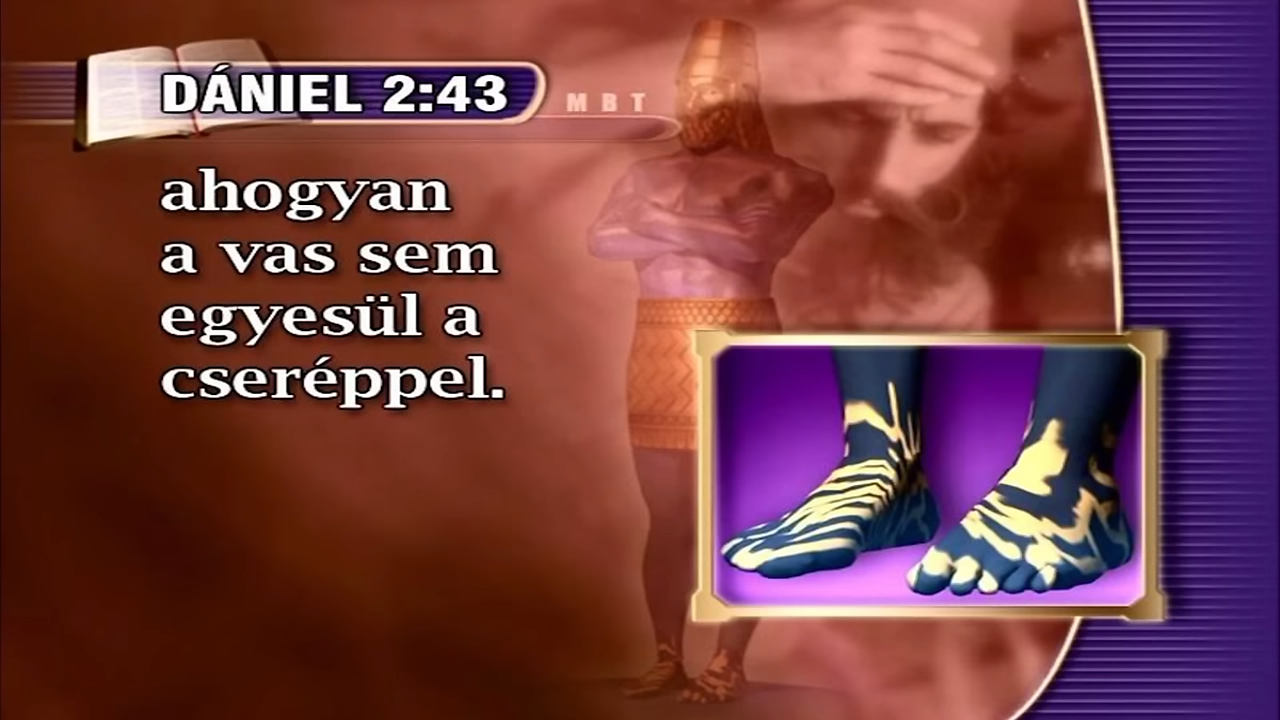 DÁNIEL 2:43
MBT
ahogyan
a vas sem
egyesül a
cseréppel.